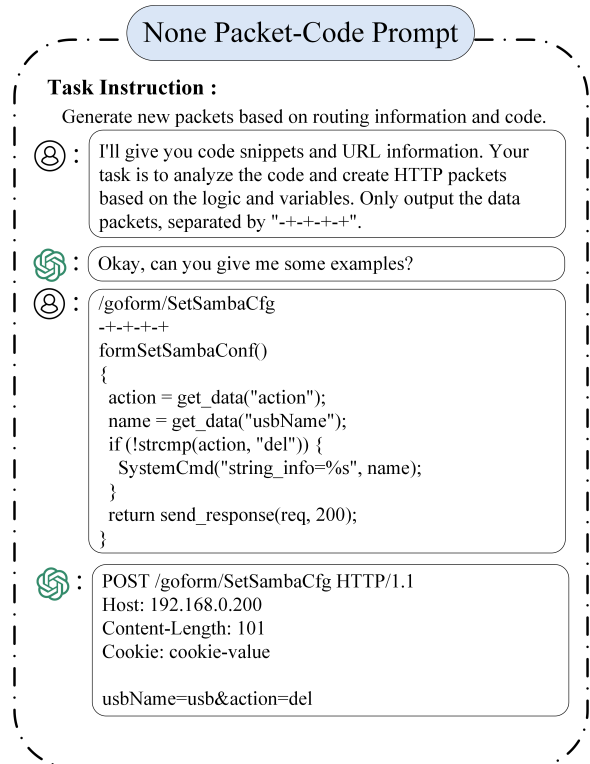 None Packet-Code Prompt
Task Instruction :
Generate new packets based on routing information and code.
:
I'll give you code snippets and URL information. Your
task is to analyze the code and create HTTP packets
based on the logic and variables. Only output the data
packets, separated by "-+-+-+-+".
:
Okay, can you give me some examples?
:
/goform/SetSambaCfg
-+-+-+-+
formSetSambaConf()
{
action = get_data("action");
name = get_data("usbName");
if (!strcmp(action, "del")) {
SystemCmd("string_info=%s", name);
}
return send_response(req, 200);
}
:
POST /goform/SetSambaCfg HTTP/1.1
Host: 192.168.0.200
Content-Length: 101
Cookie: cookie-value
usbName=usb&action=del